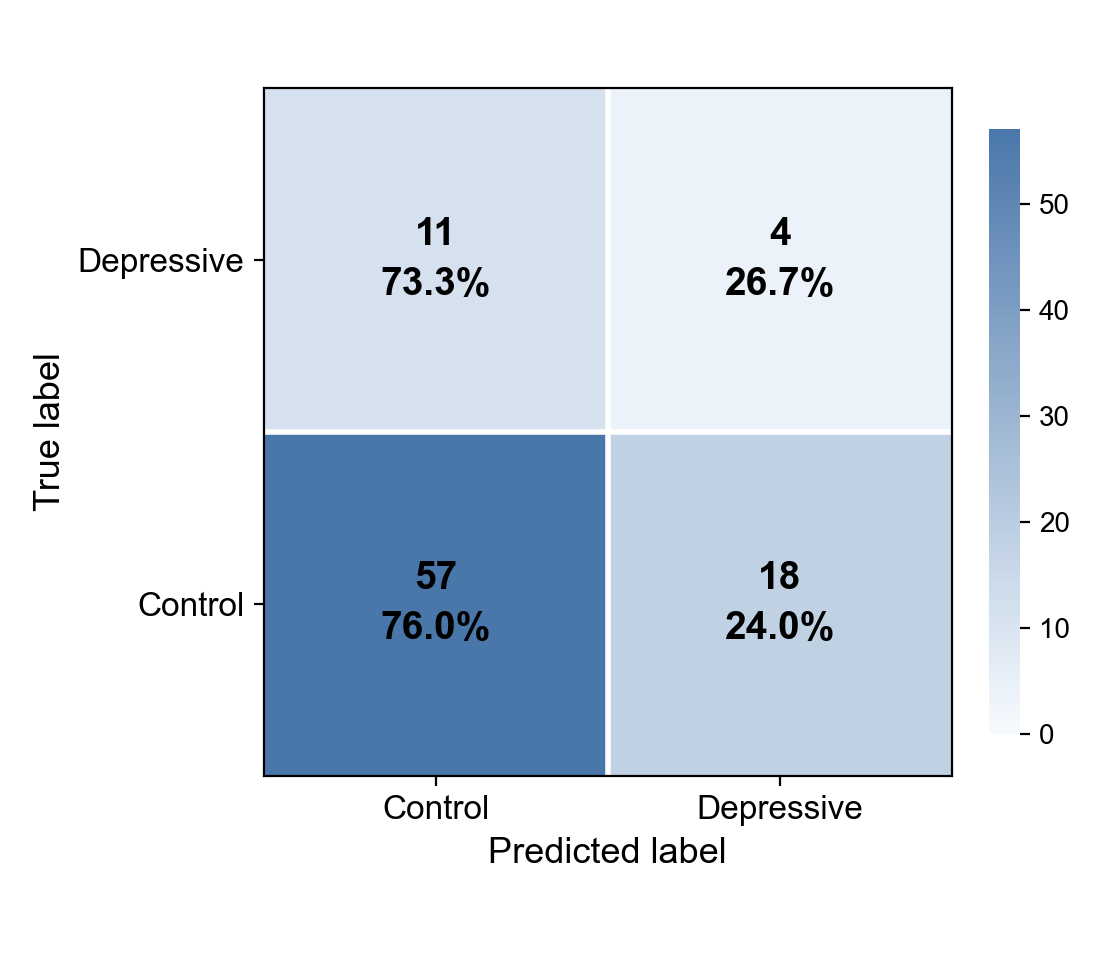 11
73.3%
4
26.7%
Depressive
57
76.0%
18
24.0%
Control
True label
Control
Depressive
Predicted label
50
40
30
20
10
0